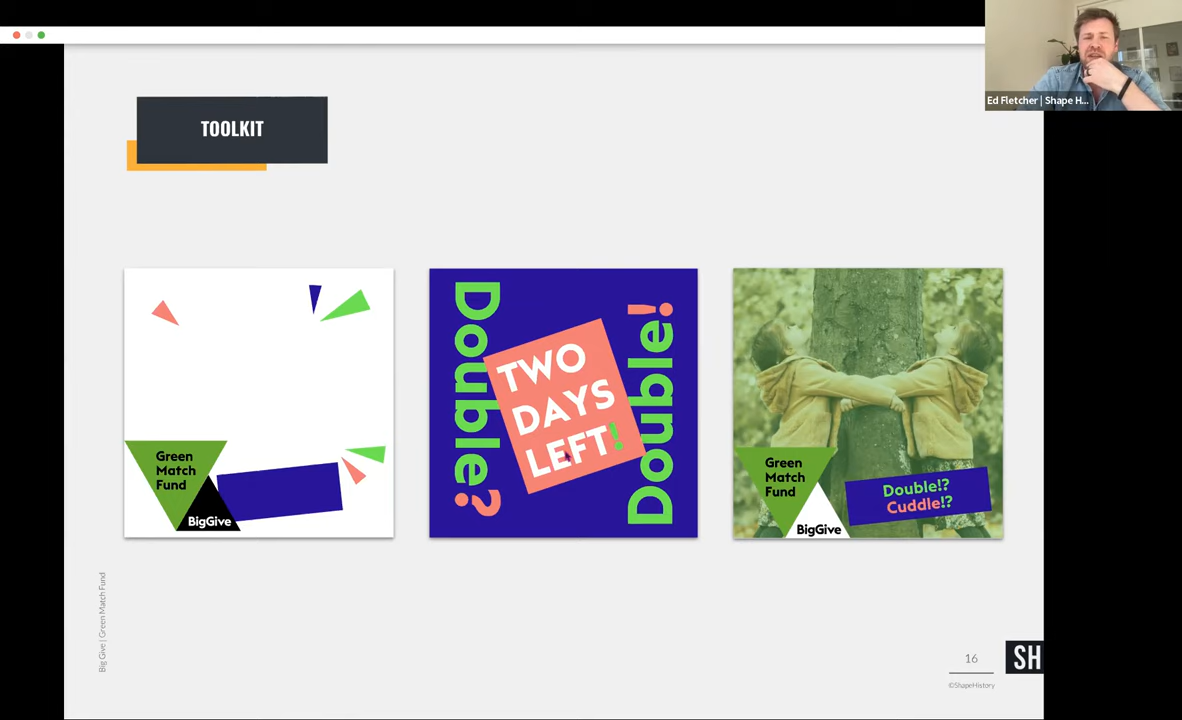 Ed Fletcher | Shape H...
TOOLKIT
Green
Match
Fund
BigGive
Double?
TWO
DAYS
LEFT!
Double!
Green
Match
Fund
BigGive
Double!?
Cuddle!?
Big Give | Green Match Fund
16
SH
©ShapeHistory